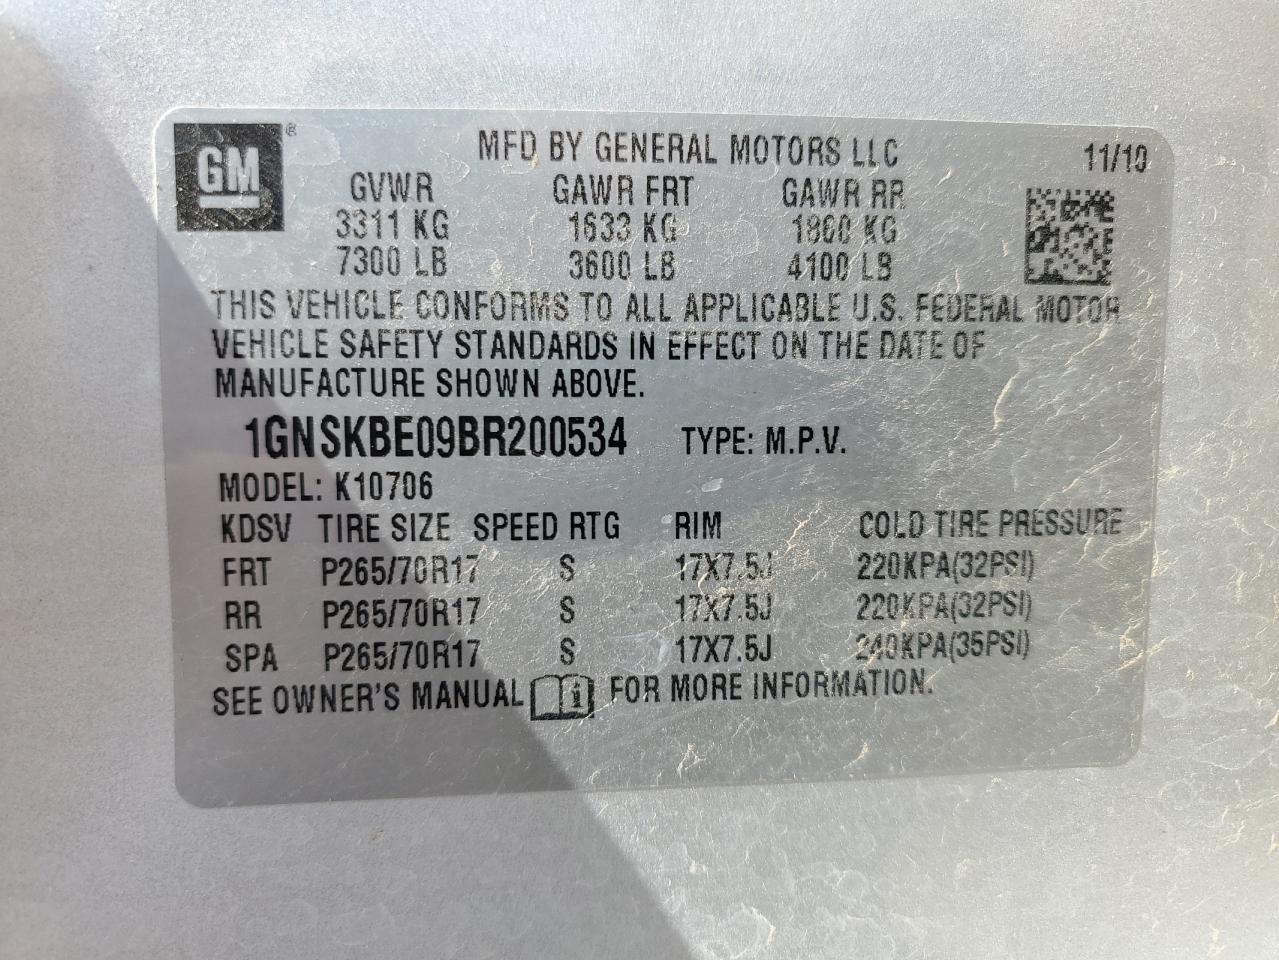 GM ®
MFD BY GENERAL MOTORS LLC 11/10
GVWR GAWR FRT GAWR RR
3311 KG 1633 KG 1860 KG
7300 LB 3600 LB 4100 LB
THIS VEHICLE CONFORMS TO ALL APPLICABLE U.S. FEDERAL MOTOR
VEHICLE SAFETY STANDARDS IN EFFECT ON THE DATE OF
MANUFACTURE SHOWN ABOVE.
1GNSKBE09BR200534 TYPE: M.P.V.
MODEL: K10706
KDSV TIRE SIZE SPEED RTG RIM COLD TIRE PRESSURE
FRT P265/70R17 S 17X7.5J 220KPA(32PSI)
RR P265/70R17 S 17X7.5J 220KPA(32PSI)
SPA P265/70R17 S 17X7.5J 240KPA(35PSI)
SEE OWNER'S MANUAL i FOR MORE INFORMATION.